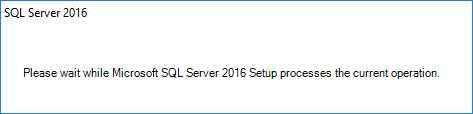 SQL Server 2016
Please wait while Microsoft SQL Server 2016 Setup processes the current operation.